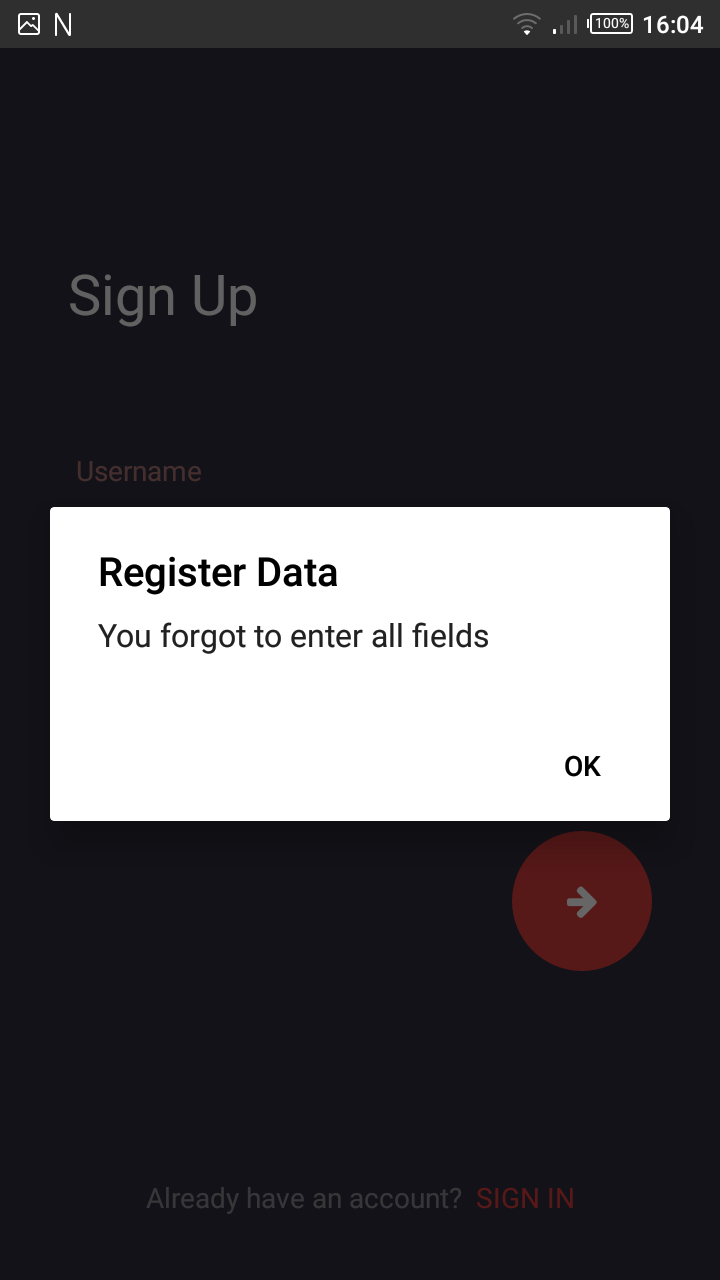 100% 16:04
Sign Up
Username
Register Data
You forgot to enter all fields
OK
Already have an account? SIGN IN